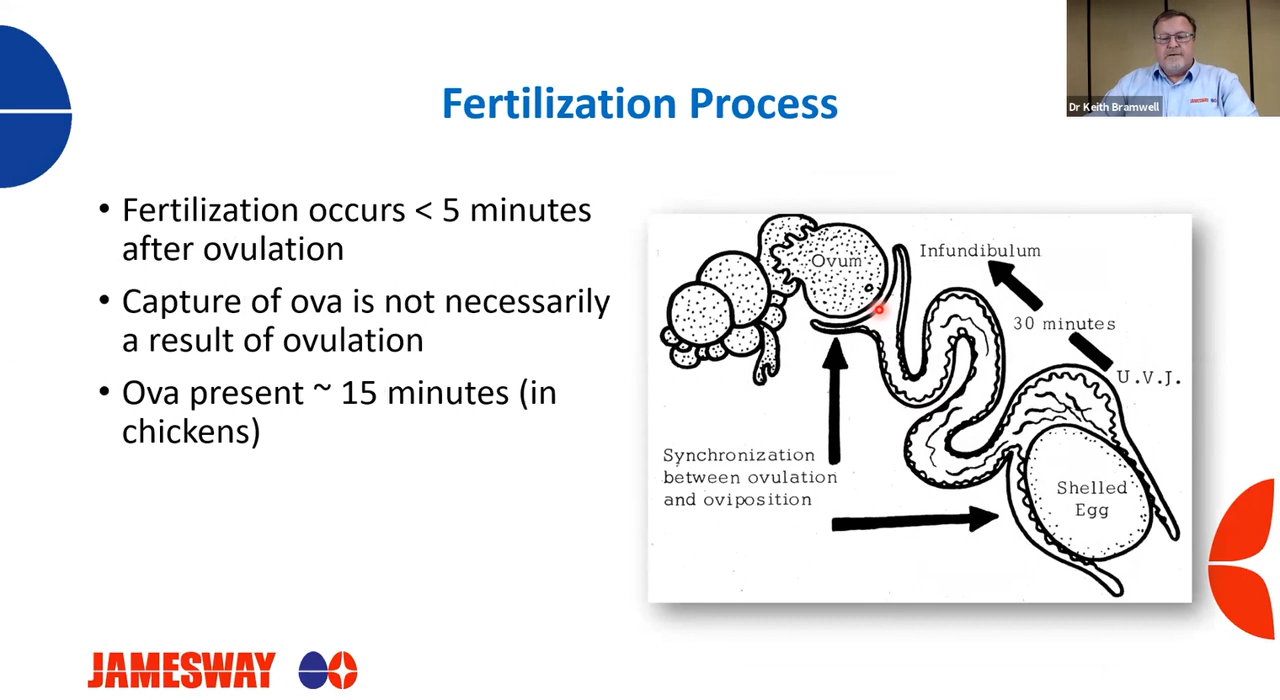 Dr Keith Bramwell
Fertilization Process
• Fertilization occurs < 5 minutes
after ovulation
• Capture of ova is not necessarily
a result of ovulation
• Ova present ~ 15 minutes (in
chickens)
Ovum
Infundibulum
30 minutes
U.V.J.
Synchronization
between ovulation
and oviposition
Shelled
Egg
JAMESWAY